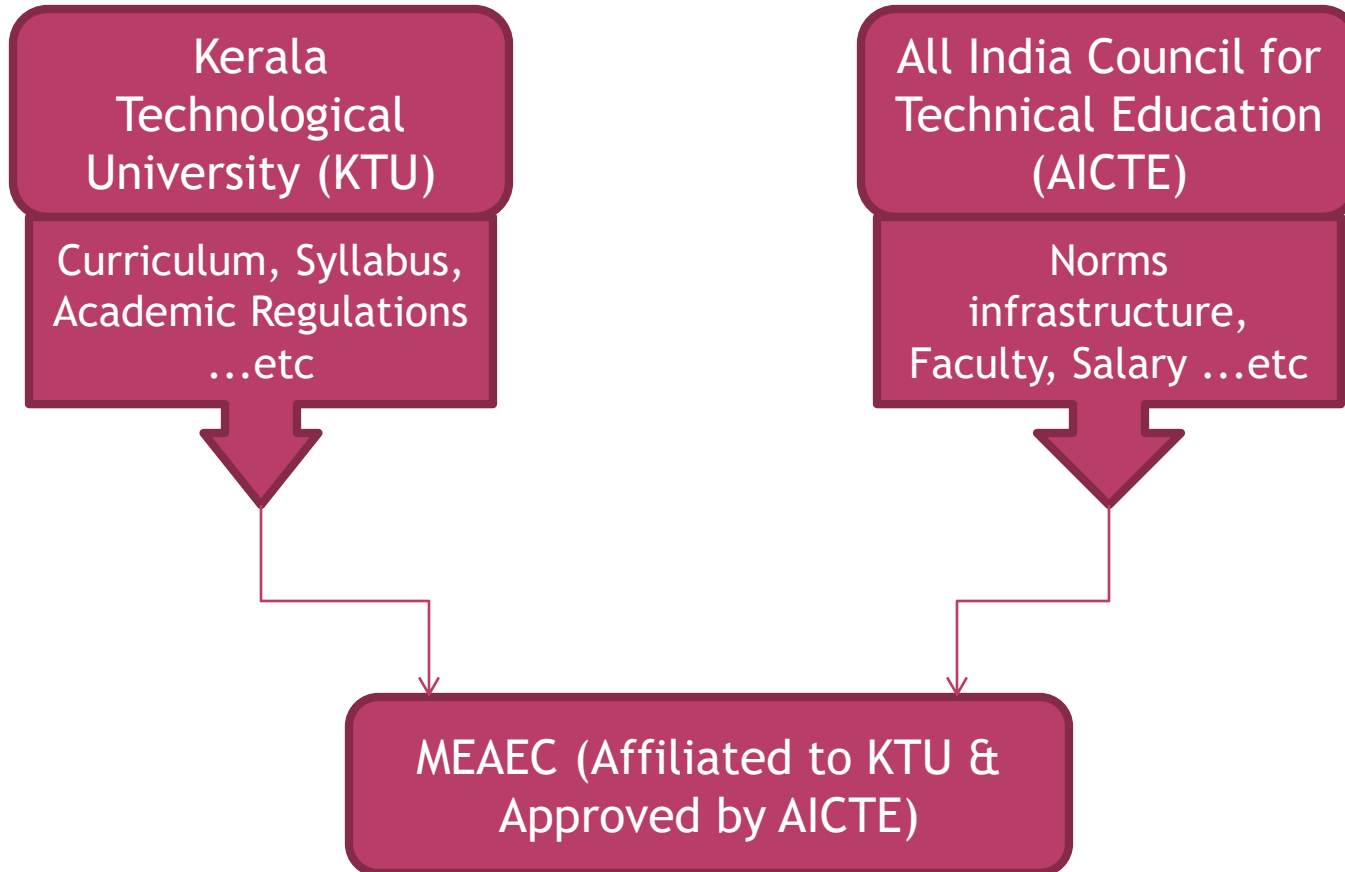 Kerala
Technological
University (KTU)
Curriculum, Syllabus,
Academic Regulations
...etc
All India Council for
Technical Education
(AICTE)
Norms
infrastructure,
Faculty, Salary ...etc
MEAEC (Affiliated to KTU &
Approved by AICTE)